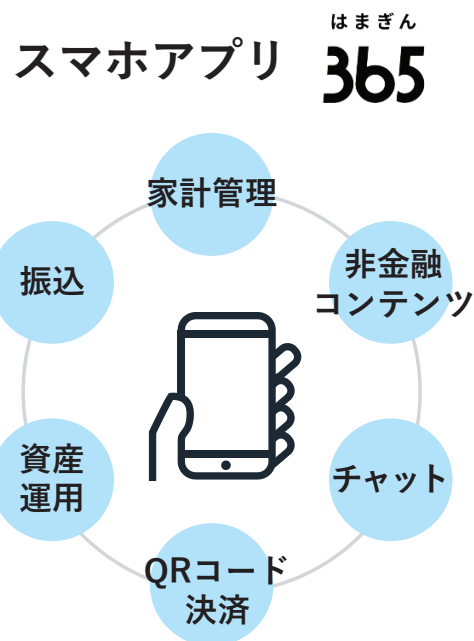 はまぎん
スマホアプリ 365
家計管理
非金融
コンテンツ
チャット
QRコード
決済
資産
運用
振込